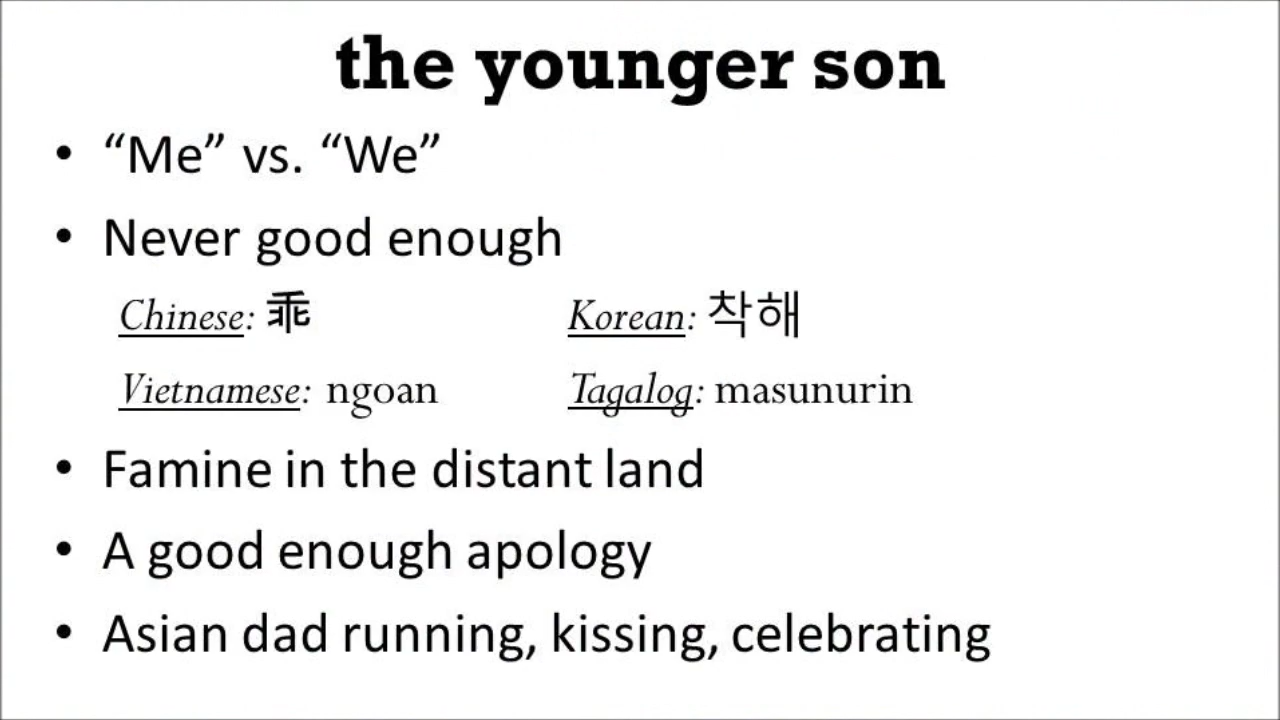 the younger son
• “Me” vs. “We”
• Never good enough
Chinese: 乖 Korean: 착해
Vietnamese: ngoan Tagalog: masunurin
• Famine in the distant land
• A good enough apology
• Asian dad running, kissing, celebrating